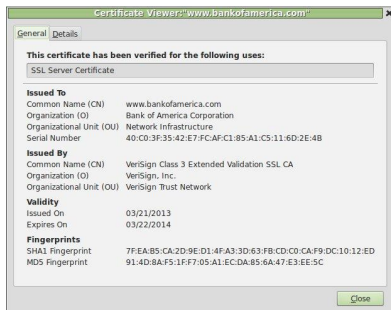 Certificate Viewer:"www.bankofamerica.com"
General Details
This certificate has been verified for the following uses:
SSL Server Certificate
Issued To
Common Name (CN) www.bankofamerica.com
Organization (O) Bank of America Corporation
Organizational Unit (OU) Network Infrastructure
Serial Number 40:C0:3F:35:42:E7:FC:AF:C1:85:A1:C5:11:6D:2E:4B
Issued By
Common Name (CN) VeriSign Class 3 Extended Validation SSL CA
Organization (O) VeriSign, Inc.
Organizational Unit (OU) VeriSign Trust Network
Validity
Issued On 03/21/2013
Expires On 03/22/2014
Fingerprints
SHA1 Fingerprint 7F:EA:B5:CA:2D:9E:D1:4F:A3:3D:63:FB:CD:C0:CA:F9:DC:10:12:ED
MD5 Fingerprint 91:4D:8A:F5:1F:F7:05:A1:EC:DA:85:6A:47:E3:EE:5C
Close